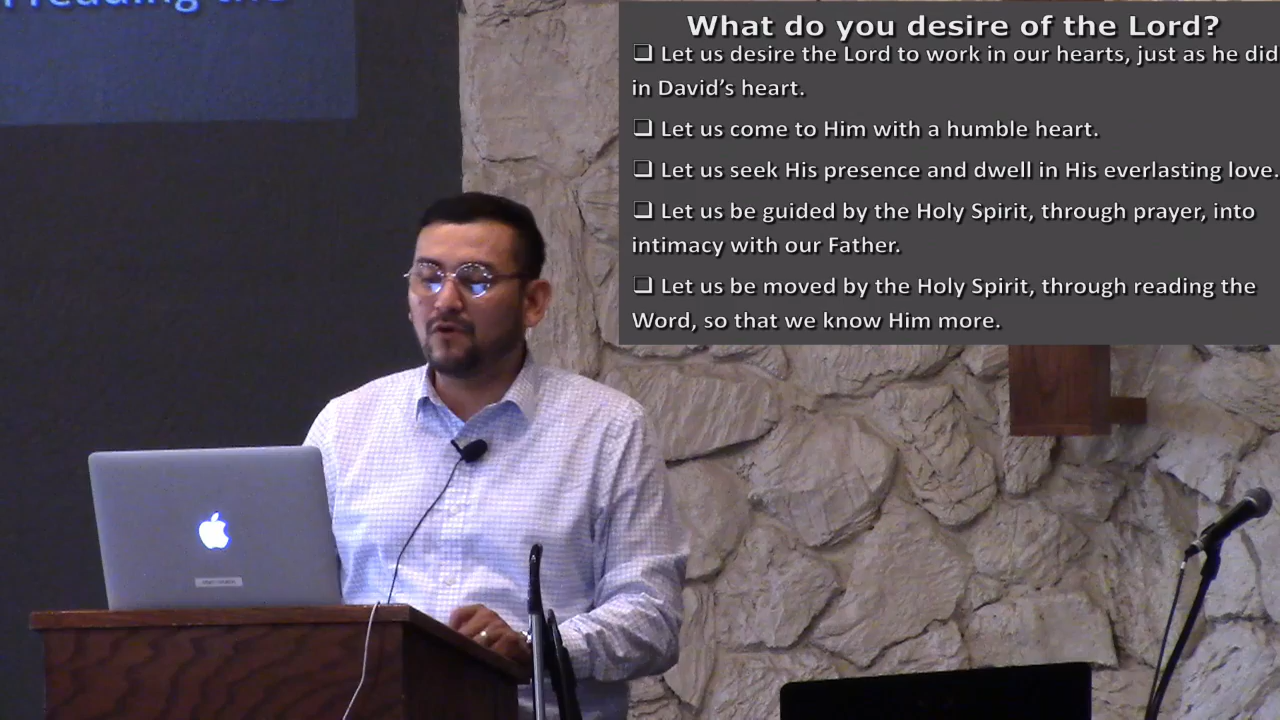 reading the
What do you desire of the Lord?
❑ Let us desire the Lord to work in our hearts, just as he did
in David’s heart.
❑ Let us come to Him with a humble heart.
❑ Let us seek His presence and dwell in His everlasting love.
❑ Let us be guided by the Holy Spirit, through prayer, into
intimacy with our Father.
❑ Let us be moved by the Holy Spirit, through reading the
Word, so that we know Him more.